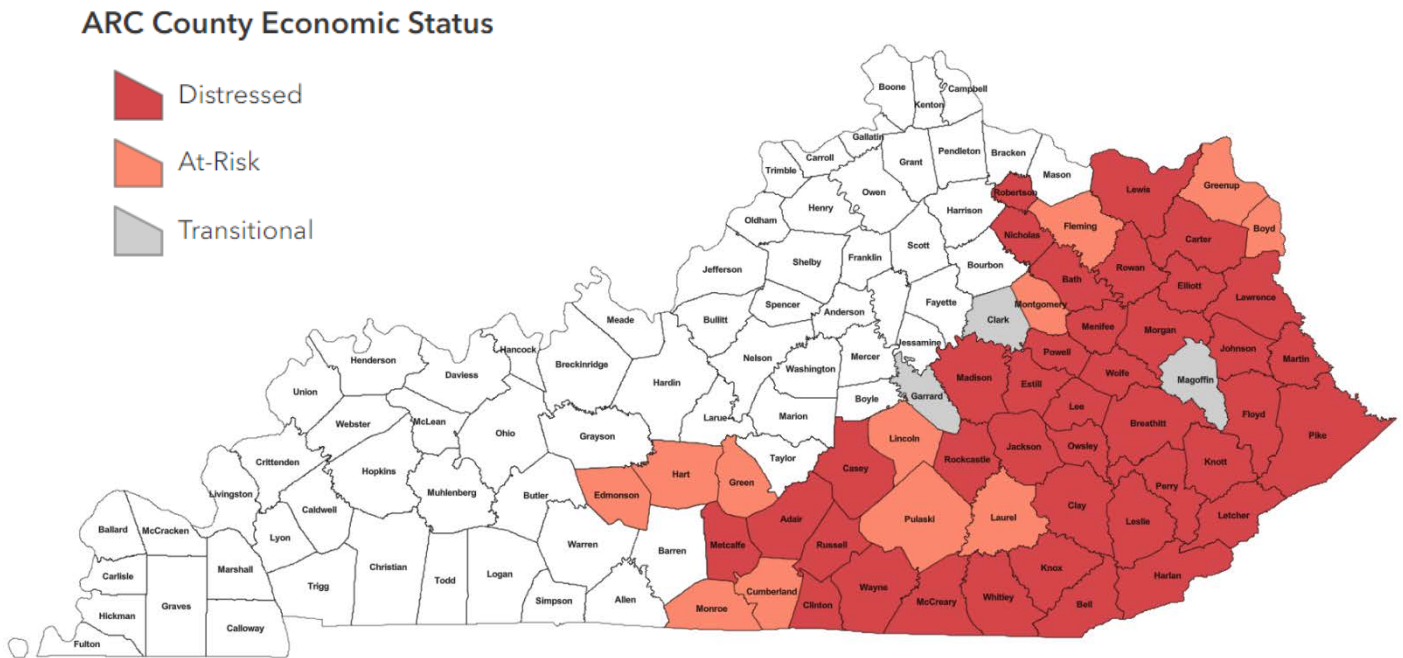 ARC County Economic Status
Distressed
At-Risk
Transitional
Boone
Kenton
Campbell
Gallatin
Carroll
Trimble
Grant
Pendleton
Bracken
Mason
Owen
Henry
Oldham
Harrison
Robertson
Lewis
Greenup
Boyd
Fleming
Nicholas
Carter
Scott
Franklin
Shelby
Jefferson
Bourbon
Bath
Rowan
Elliott
Lawrence
Fayette
Clark
Montgomery
Spencer
Anderson
Bullitt
Meade
Menifee
Morgan
Jessamine
Johnson
Martin
Powell
Wolfe
Magoffin
Hancock
Henderson
Daviess
Breckinridge
Nelson
Mercer
Washington
Hardin
Union
Madison
Estill
Lee
Garrard
Boyle
Floyd
Breathitt
Pike
Marion
Larue
Webster
McLean
Ohio
Grayson
Lincoln
Jackson
Owsley
Rockcastle
Knott
Taylor
Crittenden
Hopkins
Casey
Hart
Green
Perry
Livingston
Muhlenberg
Butler
Edmonson
Clay
Caldwell
Letcher
Leslie
Pulaski
Laurel
Adair
Ballard
McCracken
Lyon
Warren
Barren
Metcalfe
Russell
Knox
Harlan
Carlisle
Marshall
Trigg
Christian
Todd
Logan
Wayne
Cumberland
Whitley
McCreary
Bell
Clinton
Monroe
Allen
Simpson
Graves
Hickman
Calloway
Fulton